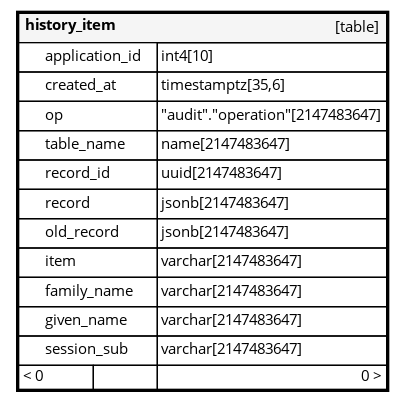 history_item [table]
application_id int4[10]
created_at timestamptz[35,6]
op "audit"."operation"[2147483647]
table_name name[2147483647]
record_id uuid[2147483647]
record jsonb[2147483647]
old_record jsonb[2147483647]
item varchar[2147483647]
family_name varchar[2147483647]
given_name varchar[2147483647]
session_sub varchar[2147483647]
< 0 0 >